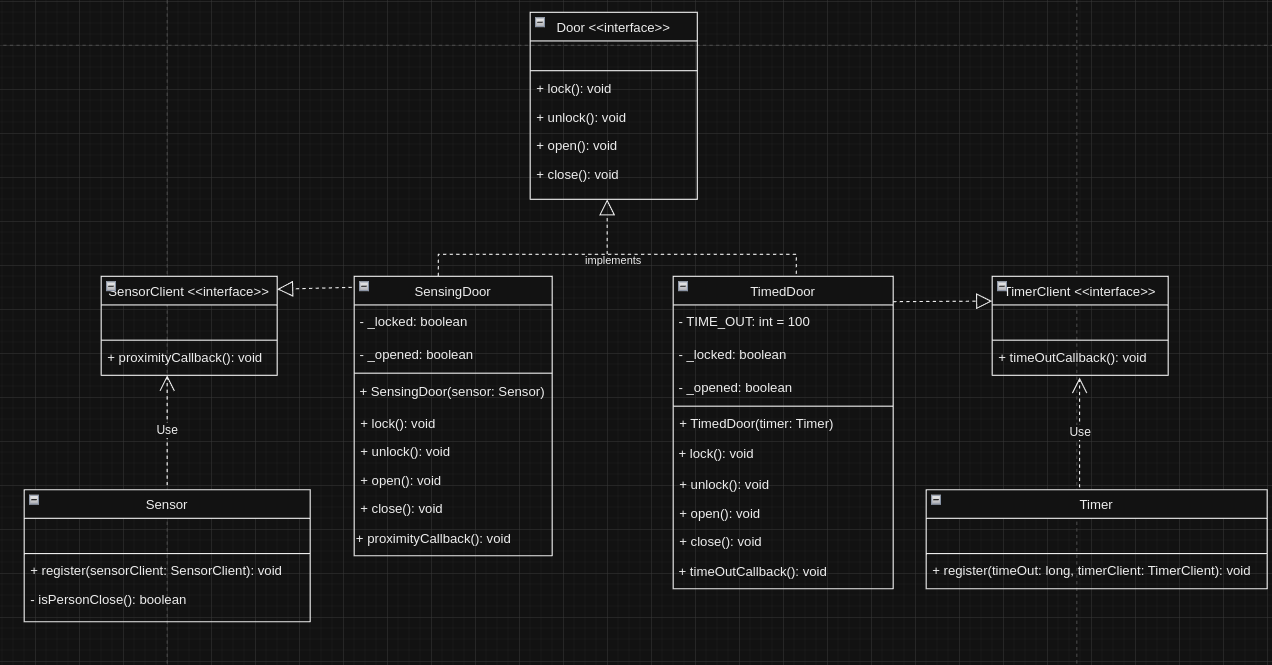 Door <<interface>>
+ lock(): void
+ unlock(): void
+ open(): void
+ close(): void
implements
SensorClient <<interface>>
+ proximityCallback(): void
Use
SensingDoor
- _locked: boolean
- _opened: boolean
+ SensingDoor(sensor: Sensor)
+ lock(): void
+ unlock(): void
+ open(): void
+ close(): void
+ proximityCallback(): void
TimedDoor
- TIME_OUT: int = 100
- _locked: boolean
- _opened: boolean
+ TimedDoor(timer: Timer)
+ lock(): void
+ unlock(): void
+ open(): void
+ close(): void
+ timeOutCallback(): void
TimerClient <<interface>>
+ timeOutCallback(): void
Use
Sensor
+ register(sensorClient: SensorClient): void
- isPersonClose(): boolean
Timer
+ register(timeOut: long, timerClient: TimerClient): void